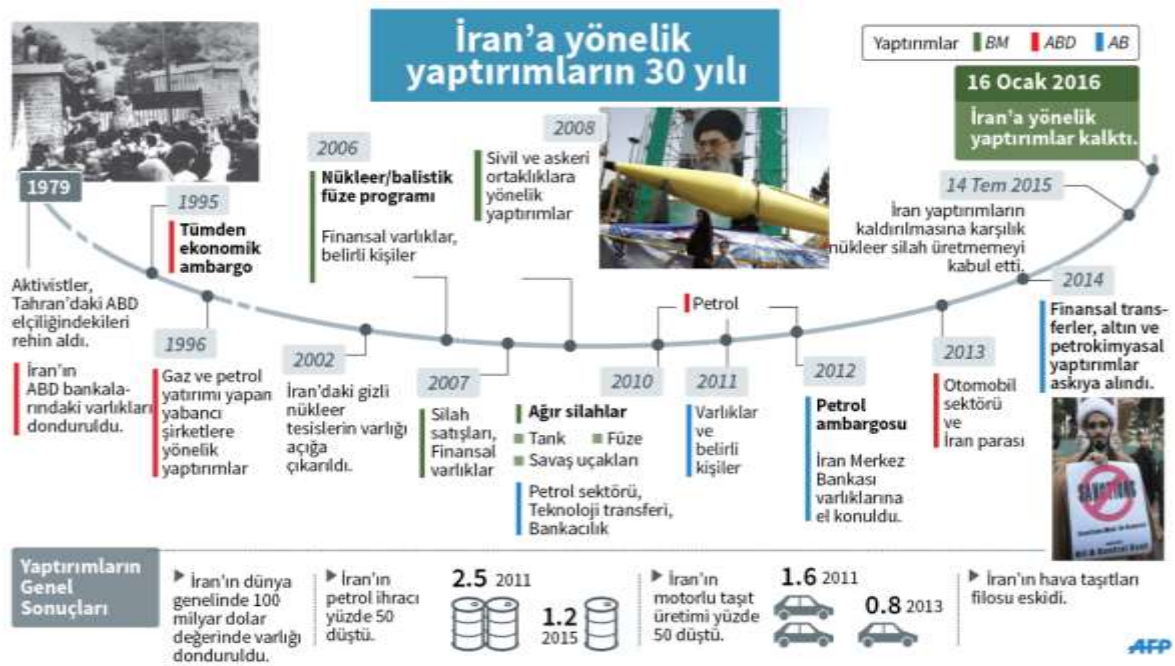 İran'a yönelik
yaptırımların 30 yılı
Yaptırımlar BM ABD AB
16 Ocak 2016
İran'a yönelik
yaptırımlar kalktı.
1979
Aktivistler,
Tahran'daki ABD
elçiliğindekileri
rehin aldı.
İran'ın
ABD bankala-
rındaki varlıkları
donduruldu.
1995
Tümden
ekonomik
ambargo
1996
Gaz ve petrol
yatırımı yapan
yabancı
şirketlere
yönelik
yaptırımlar
2002
İran'daki gizli
nükleer
tesislerin varlığı
açığa
çıkarıldı.
2006
Nükleer/balistik
füze programı
Finansal varlıklar,
belirli kişiler
2007
Silah
satışları,
Finansal
varlıklar
2008
Sivil ve askeri
ortaklıklara
yönelik
yaptırımlar
2010
Ağır silahlar
Tank Füze
Savaş uçakları
Petrol sektörü,
Teknoloji transferi,
Bankacılık
Petrol
2011
Varlıklar
ve
belirli
kişiler
2012
Petrol
ambargosu
İran Merkez
Bankası
varlıklarına
el konuldu.
2013
Otomobil
sektörü
ve
İran parası
2014
Finansal trans-
ferler, altın ve
petrokimyasal
yaptırımlar
askıya alındı.
14 Tem 2015
İran yaptırımların
kaldırılmasına karşılık
nükleer silah üretmemeyi
kabul etti.
SANCTIONS
Yaptırımların
Genel
Sonuçları
İran'ın dünya
genelinde 100
milyar dolar
değerinde varlığı
donduruldu.
İran'ın
petrol ihracı
yüzde 50
düştü.
2.5 2011
1.2
2015
İran'ın
motorlu taşıt
üretimi yüzde
50 düştü.
1.6 2011
0.8 2013
İran'ın hava taşıtları
filosu eskidi.
AFP